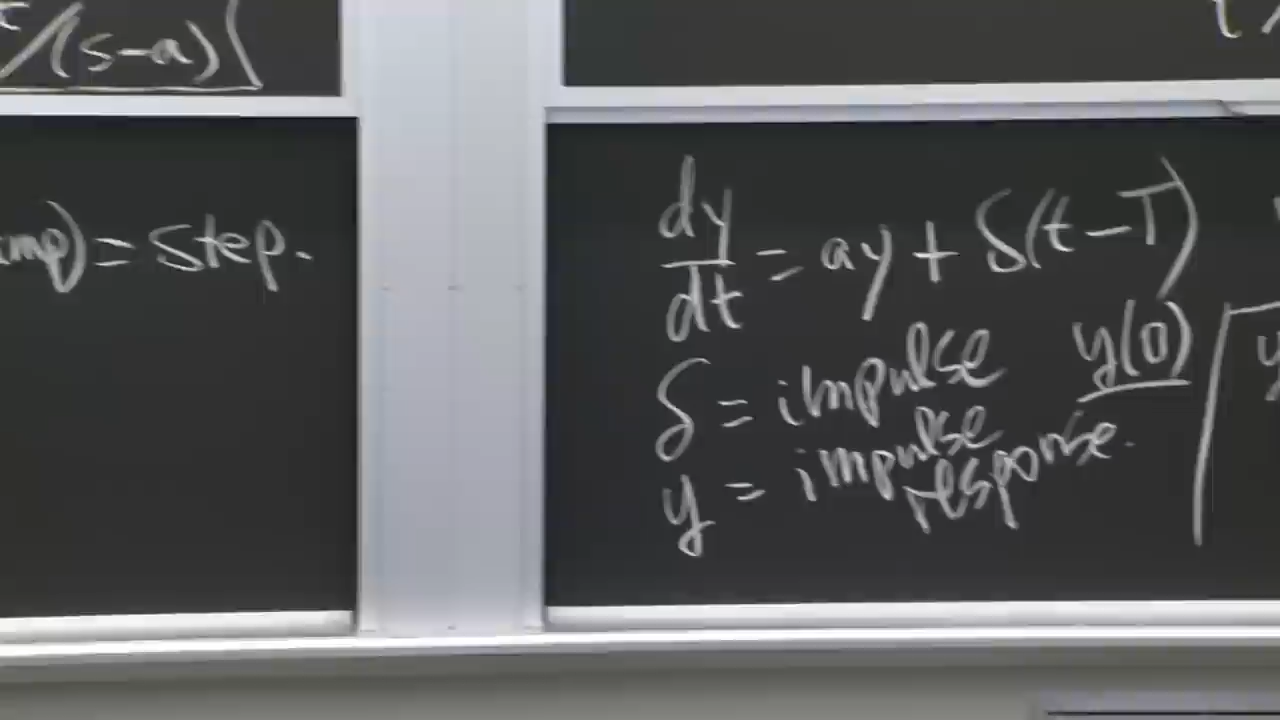 /(s-a)
= step.
dy/dt = ay + δ(t-T)
δ = impulse y(0)
y = impulse response.